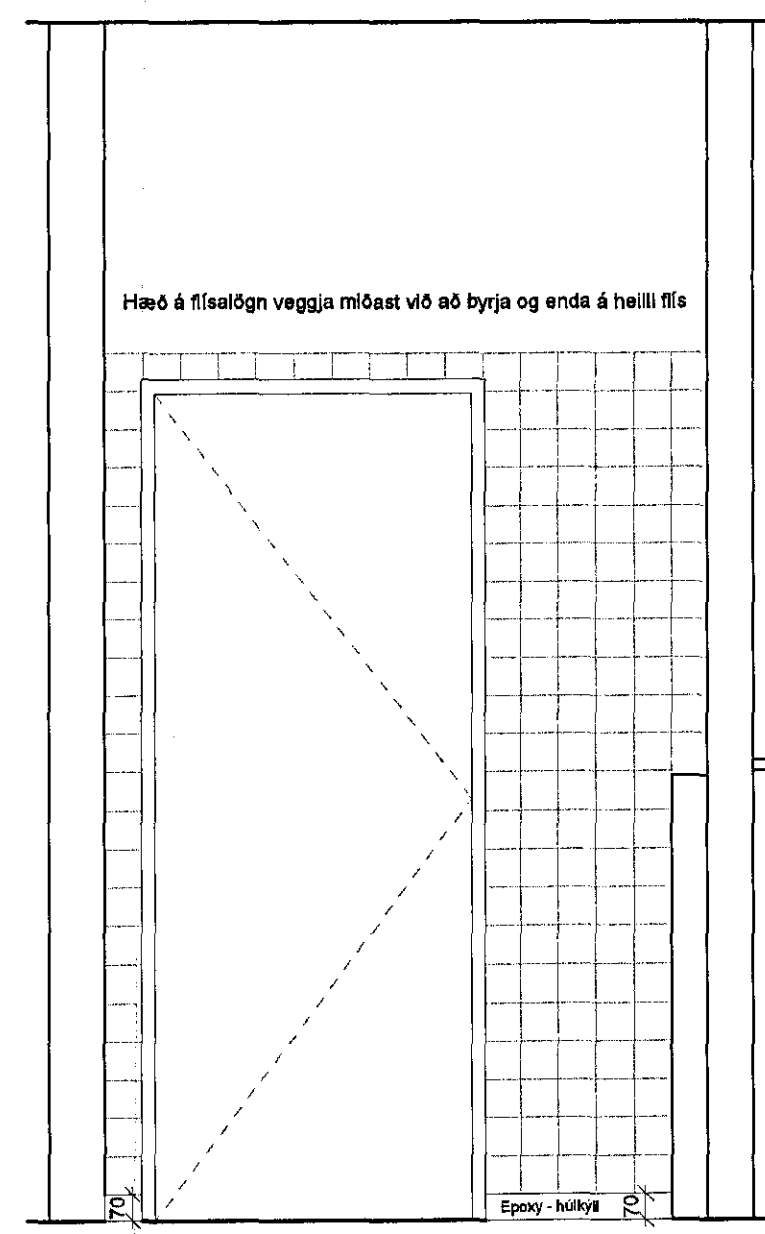 Hæð á flísalögn veggja miðast við að byrja og enda á heilli flís
70
Epoxy - húlkýll
70